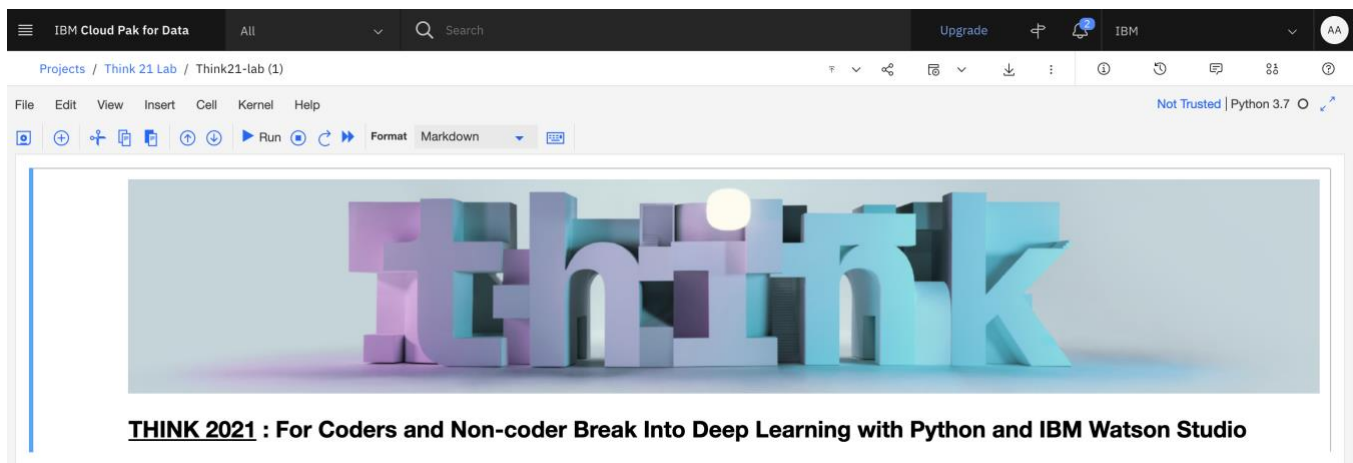 IBM Cloud Pak for Data All Search Upgrade 2 IBM AA
Projects / Think 21 Lab / Think21-lab (1)
File Edit View Insert Cell Kernel Help Not Trusted | Python 3.7
Run Format Markdown
think
THINK 2021 : For Coders and Non-coder Break Into Deep Learning with Python and IBM Watson Studio